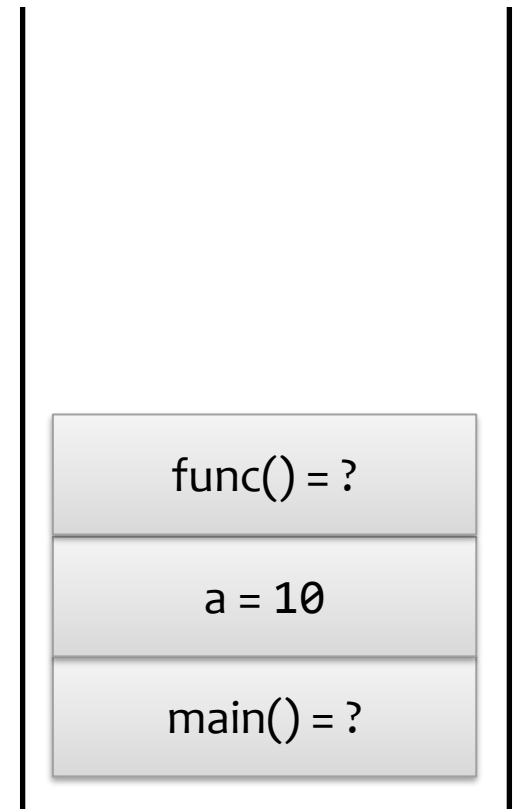 func() = ?
a = 10
main() = ?